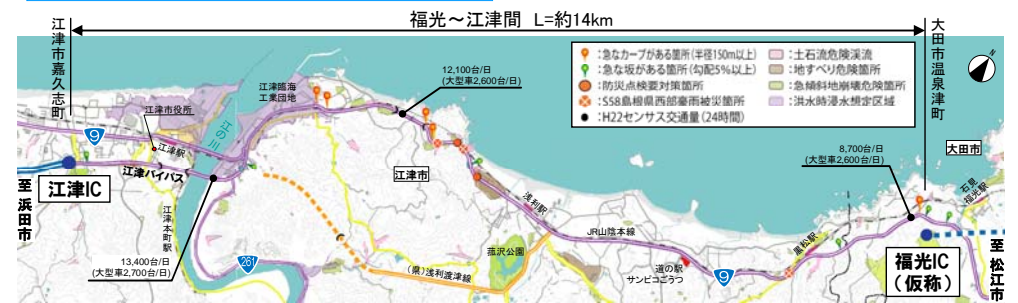 福光～江津間 L=約14km
江津市嘉久志町
大田市温泉津町
:急なカーブがある箇所(半径150m以上)
:急な坂がある箇所(勾配5%以上)
:防災点検要対策箇所
:S58島根県西部豪雨被災箇所
:H22センサス交通量(24時間)
:土石流危険渓流
:地すべり危険箇所
:急傾斜地崩壊危険箇所
:洪水時浸水想定区域
N
12,100台/日
(大型車2,600台/日)
江津臨海
工業団地
江津市役所
江の川
9
江津駅
江津バイパス
江津IC
至浜田市
江津本町駅
13,400台/日
(大型車2,700台/日)
261
江津市
浅利駅
JR山陰本線
(県)浅利渡津線
菰沢公園
道の駅
サンピコごうつ
黒松駅
9
8,700台/日
(大型車2,600台/日)
大田市
石見
福光駅
福光IC
(仮称)
至松江市